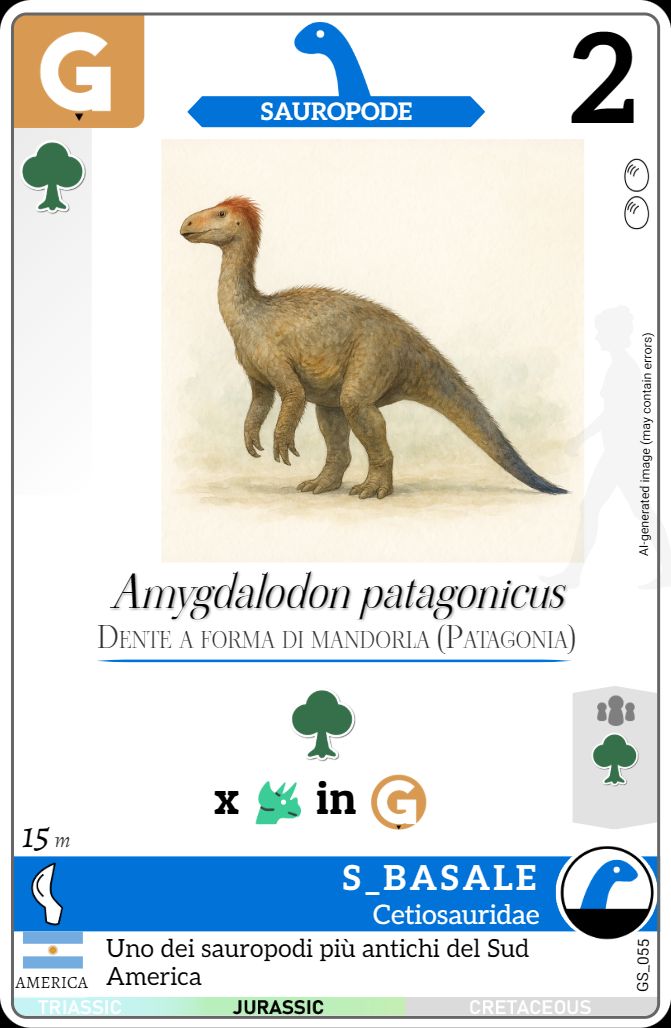 G
SAUROPODE
2
AI-generated image (may contain errors)
Amygdalodon patagonicus
Dente a forma di mandorla (Patagonia)
x in G
15 m
S_BASALE
Cetiosauridae
AMERICA
Uno dei sauropodi più antichi del Sud
America
GS_055
TRIASSIC JURASSIC CRETACEOUS